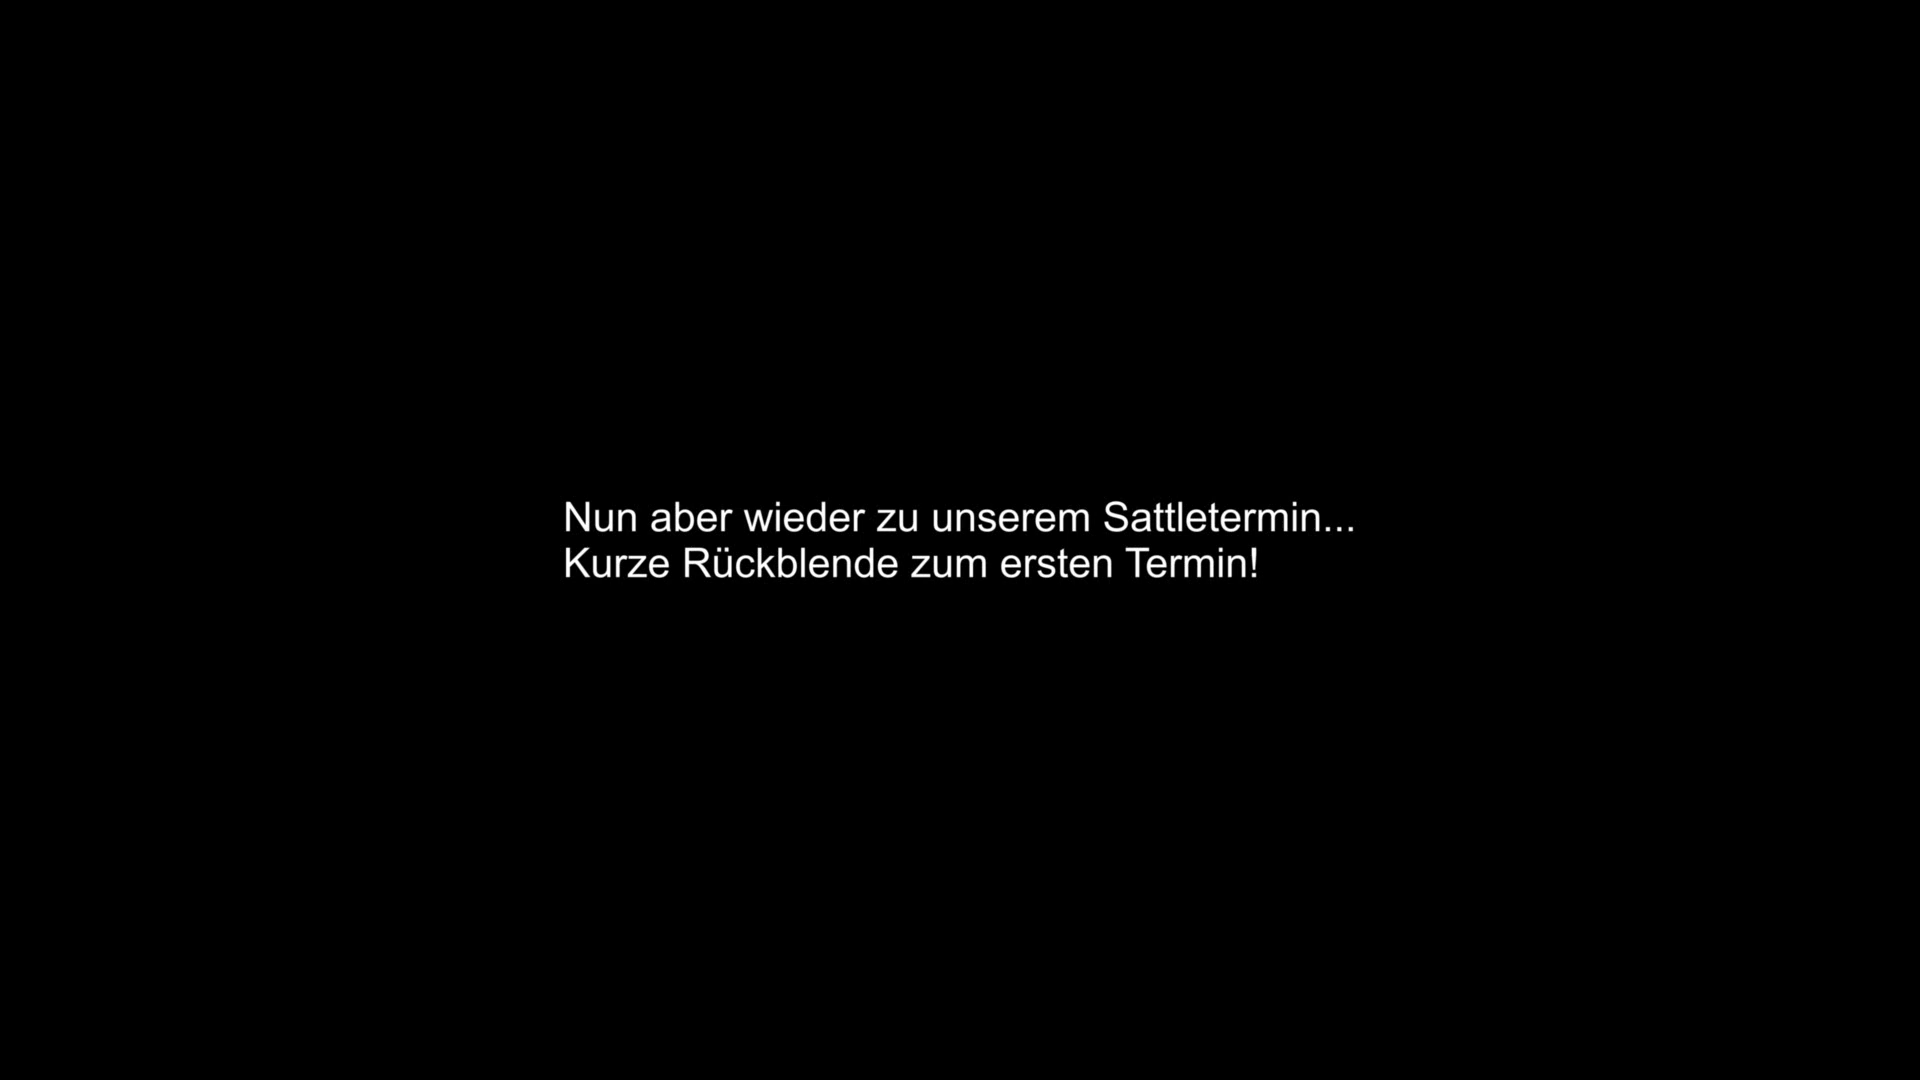 Nun aber wieder zu unserem Sattletermin...
Kurze Rückblende zum ersten Termin!